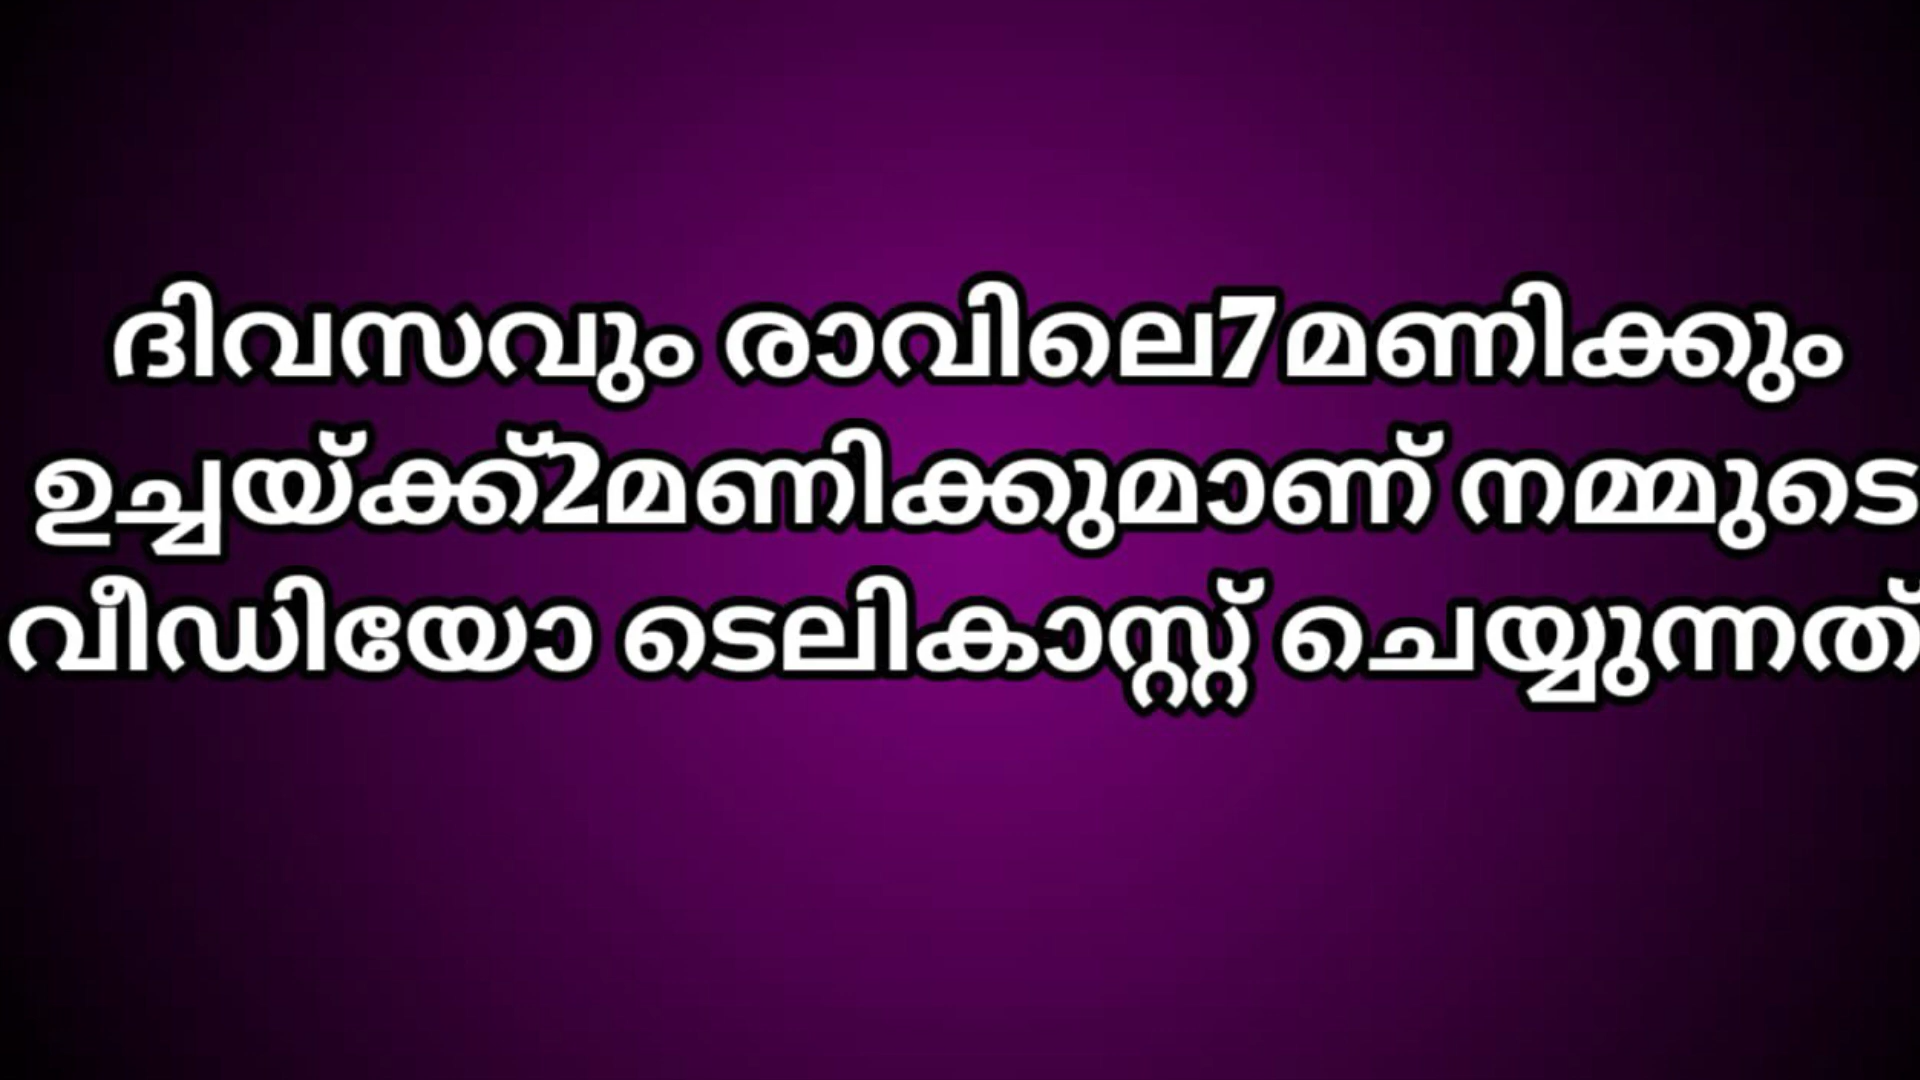 ദിവസവും രാവിലെ7മണിക്കും
ഉച്ചയ്ക്ക്2മണിക്കുമാണ് നമ്മുടെ
വീഡിയോ ടെലികാസ്റ്റ് ചെയ്യുന്നത്